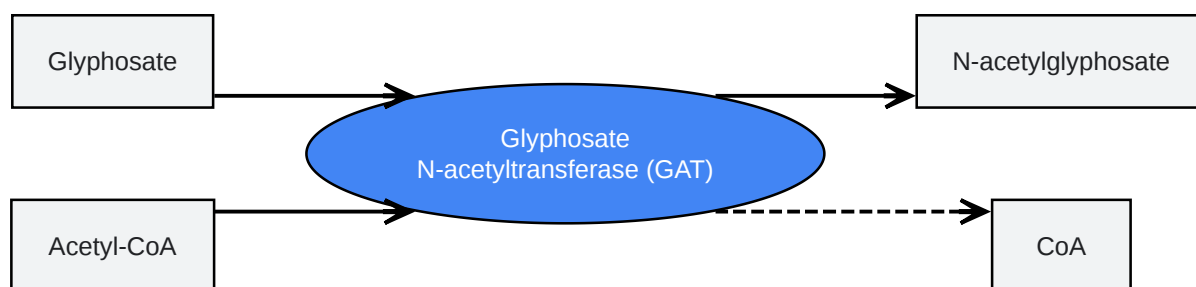 Glyphosate
N-acetylglyphosate
Glyphosate
N-acetyltransferase (GAT)
Acetyl-CoA
CoA